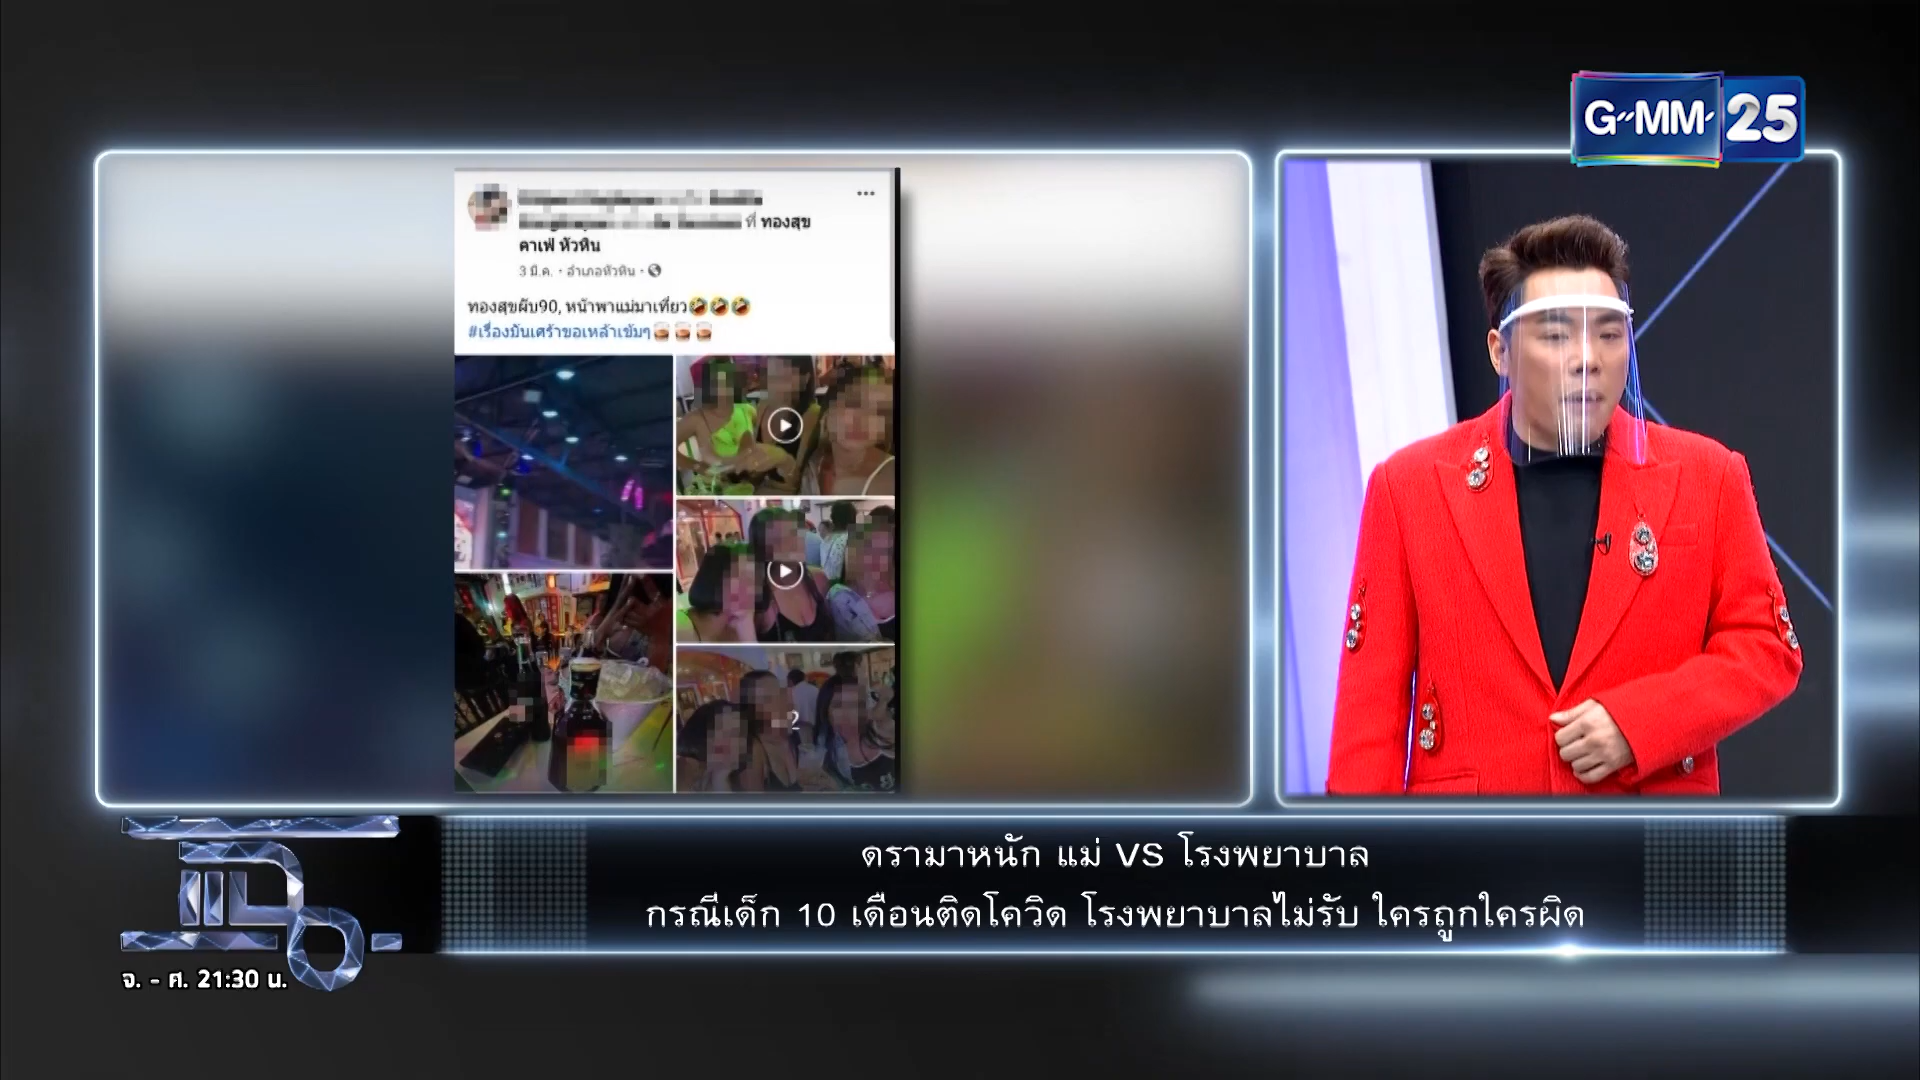 G-MM- 25
ที่ ทองสุข
คาเฟ่ หัวหิน
3 มี.ค. · อำเภอหัวหิน ·
ทองสุขผับ90, หน้าพาแม่มาเที่ยว🤣🤣🤣
#เรื่องมันเศร้าขอเหล้าเข้มๆ🥃🥃🥃
2
ดรามาหนัก แม่ VS โรงพยาบาล
กรณีเด็ก 10 เดือนติดโควิด โรงพยาบาลไม่รับ ใครถูกใครผิด
จ. - ศ. 21:30 น.